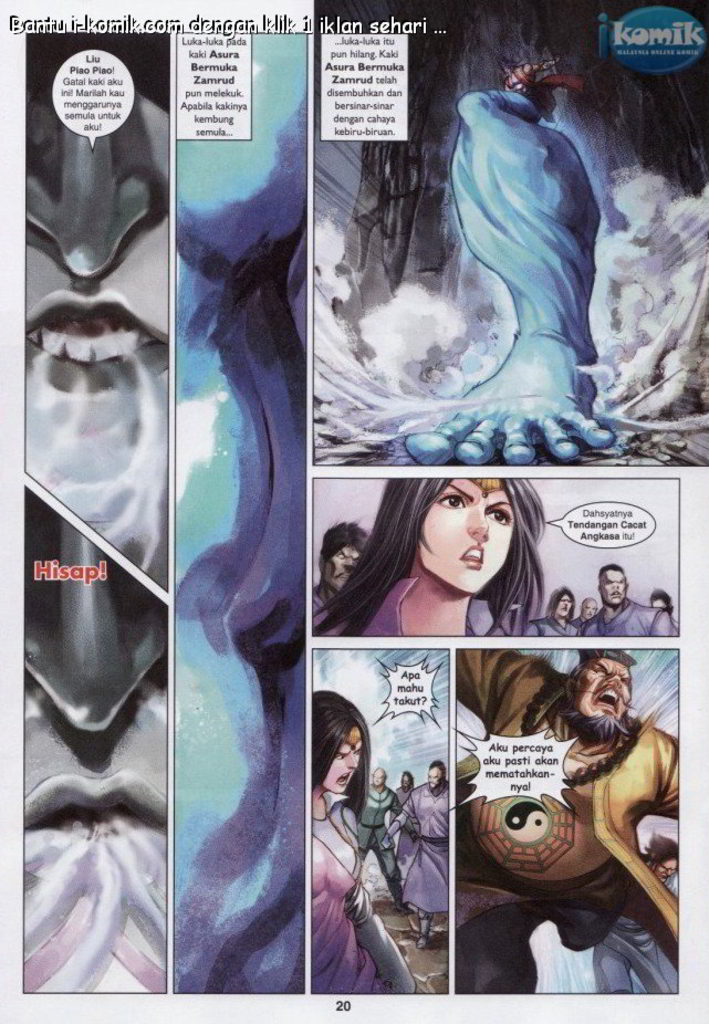 Bantu i-komik.com dengan klik 1 iklan sehari ...
ikomik
MALAYSIA ONLINE KOMIK
Liu
Piao Piao!
Gatal kaki aku
ini! Marilah kau
menggarunya
semula untuk
aku!
Luka-luka pada
kaki Asura
Bermuka
Zamrud
pun melekuk.
Apabila kakinya
kembung
semula...
...luka-luka itu
pun hilang. Kaki
Asura Bermuka
Zamrud telah
disembuhkan dan
bersinar-sinar
dengan cahaya
kebiru-biruan.
Hisap!
Dahsyatnya
Tendangan Cacat
Angkasa itu!
Apa
mahu
takut?
Aku percaya
aku pasti akan
mematahkan-
nya!
20